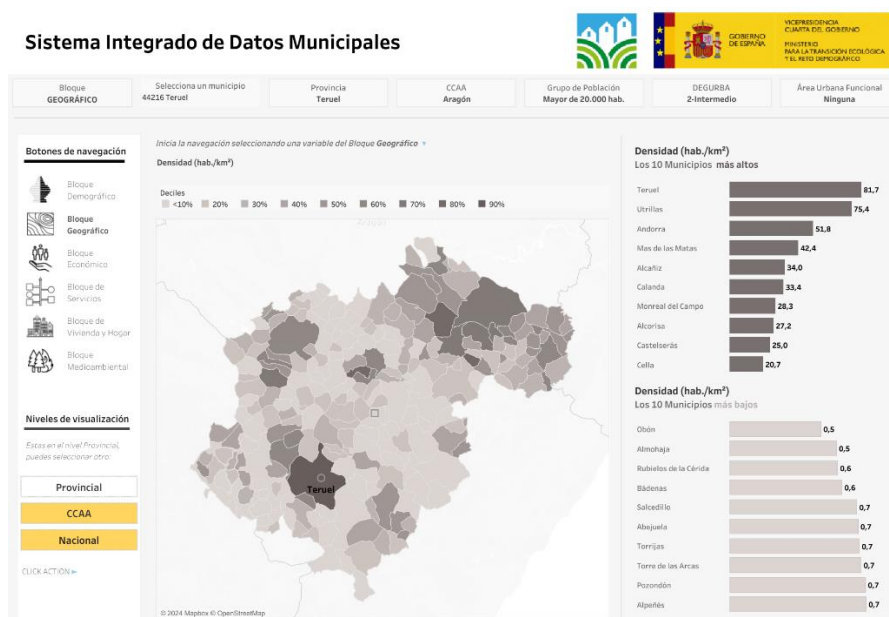 Sistema Integrado de Datos Municipales
GOBIERNO
DE ESPAÑA
VICEPRESIDENCIA
CUARTA DEL GOBIERNO
MINISTERIO
PARA LA TRANSICIÓN ECOLÓGICA
Y EL RETO DEMOGRÁFICO
Bloque
GEOGRÁFICO
Selecciona un municipio
44216 Teruel
Provincia
Teruel
CCAA
Aragón
Grupo de Población
Mayor de 20.000 hab.
DEGURBA
2-Intermedio
Área Urbana Funcional
Ninguna
Botones de navegación
Bloque
Demográfico
Bloque
Geográfico
Bloque
Económico
Bloque de
Servicios
Bloque de
Vivienda y Hogar
Bloque
Medioambiental
Niveles de visualización
Estas en el nivel Provincial,
puedes seleccionar otro:
Provincial
CCAA
Nacional
CLICK ACTION
Inicia la navegación seleccionando una variable del Bloque Geográfico
Densidad (hab./km²)
Deciles
<10% 20% 30% 40% 50% 60% 70% 80% 90%
Aragón
Teruel
© 2024 Mapbox © OpenStreetMap
Densidad (hab./km²)
Los 10 Municipios más altos
Teruel 81,7
Utrillas 75,4
Andorra 51,8
Mas de las Matas 42,4
Alcañiz 34,0
Calanda 33,4
Monreal del Campo 28,3
Alcorisa 27,2
Castelserás 25,0
Cella 20,7
Densidad (hab./km²)
Los 10 Municipios más bajos
Obón 0,5
Almohaja 0,5
Rubielos de la Cérida 0,6
Bádenas 0,6
Salcedillo 0,7
Abejuela 0,7
Torrijas 0,7
Torre de las Arcas 0,7
Pozondón 0,7
Alpeñés 0,7